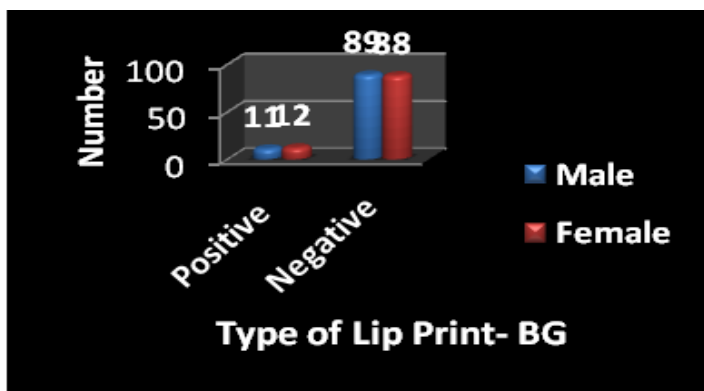 Number
100
50
0
11
12
89
88
Positive
Negative
Male
Female
Type of Lip Print- BG